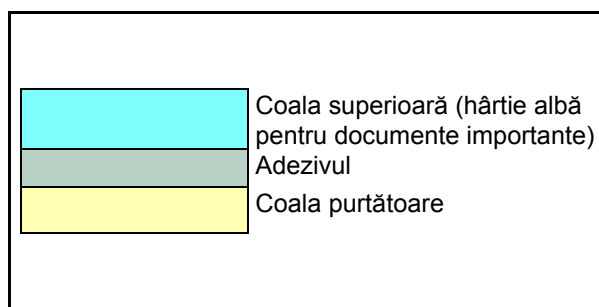 Coala superioară (hârtie albă
pentru documente importante)
Adezivul
Coala purtătoare